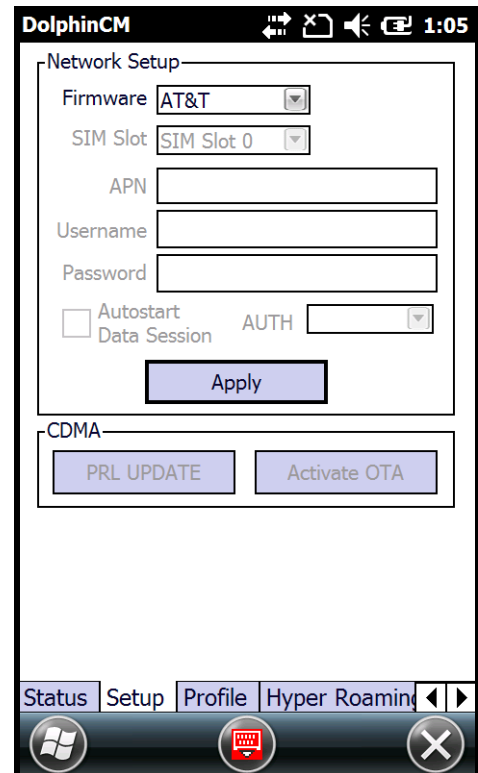 DolphinCM 1:05
Network Setup
Firmware AT&T
SIM Slot SIM Slot 0
APN
Username
Password
Autostart
Data Session
AUTH
Apply
CDMA
PRL UPDATE Activate OTA
Status Setup Profile Hyper Roaming